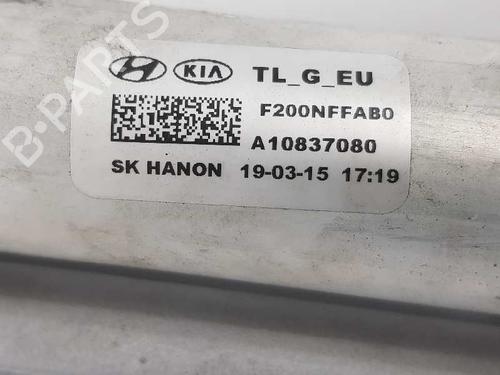 KIA TL_G_EU
F200NFFAB0
A10837080
SK HANON 19-03-15 17:19
B-PARTS